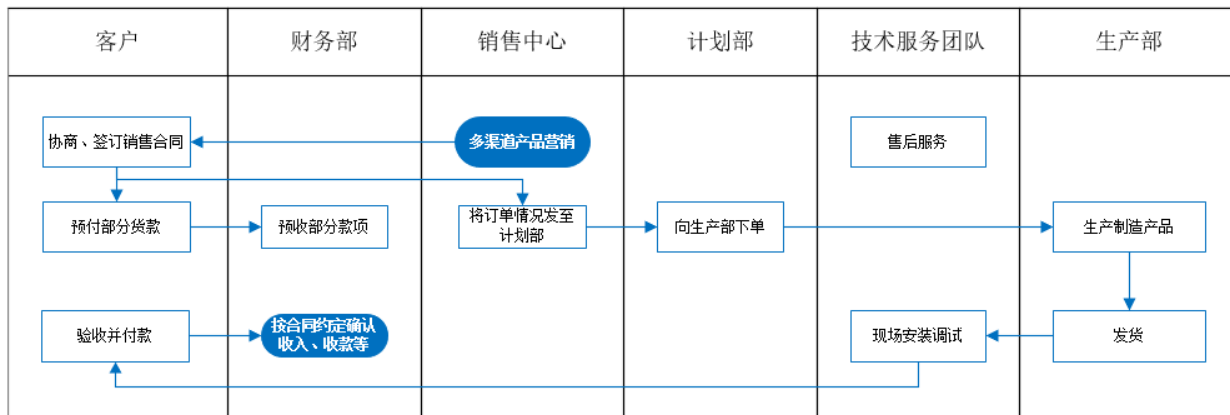 客户
财务部
销售中心
计划部
技术服务团队
生产部
协商、签订销售合同
多渠道产品营销
售后服务
预付部分货款
预收部分款项
将订单情况发至
计划部
向生产部下单
生产制造产品
验收并付款
按合同约定确认
收入、收款等
现场安装调试
发货